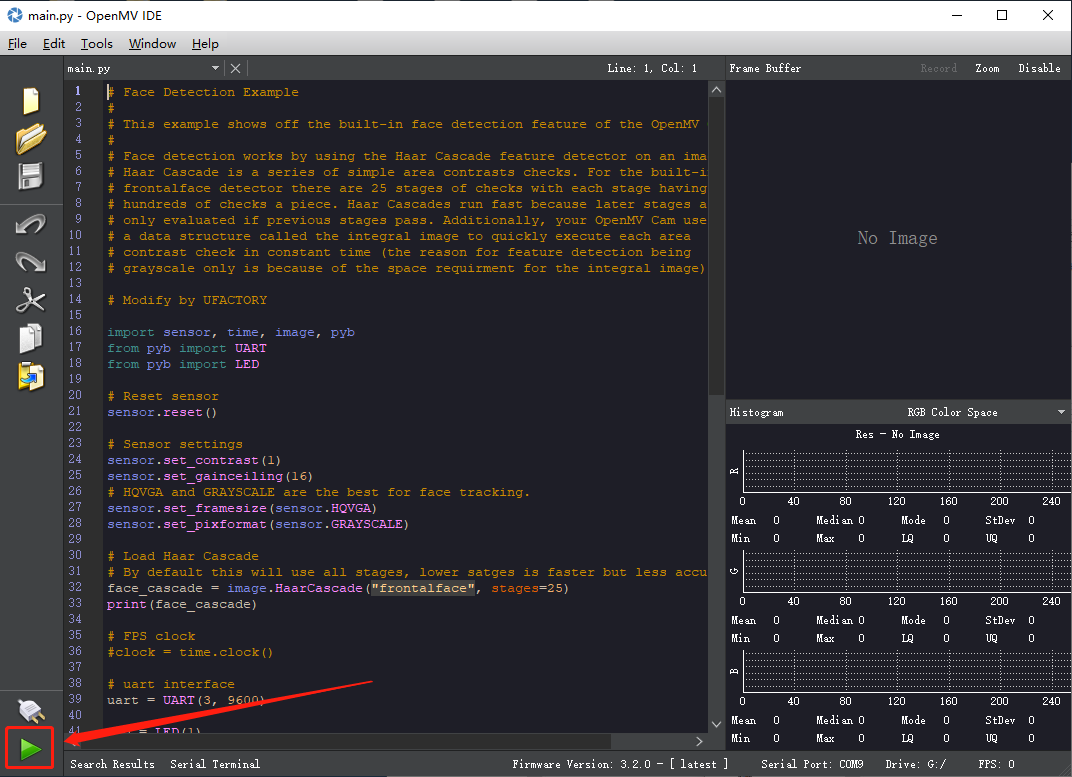 main.py - OpenMV IDE
File Edit Tools Window Help
main.py
Line: 1, Col: 1
1 # Face Detection Example
2 #
3 # This example shows off the built-in face detection feature of the OpenMV
4 #
5 # Face detection works by using the Haar Cascade feature detector on an ima
6 # Haar Cascade is a series of simple area contrasts checks. For the built-i
7 # frontalface detector there are 25 stages of checks with each stage having
8 # hundreds of checks a piece. Haar Cascades run fast because later stages a
9 # only evaluated if previous stages pass. Additionally, your OpenMV Cam use
10 # a data structure called the integral image to quickly execute each area
11 # contrast check in constant time (the reason for feature detection being
12 # grayscale only is because of the space requirment for the integral image)
13
14 # Modify by UFACTORY
15
16 import sensor, time, image, pyb
17 from pyb import UART
18 from pyb import LED
19
20 # Reset sensor
21 sensor.reset()
22
23 # Sensor settings
24 sensor.set_contrast(1)
25 sensor.set_gainceiling(16)
26 # HQVGA and GRAYSCALE are the best for face tracking.
27 sensor.set_framesize(sensor.HQVGA)
28 sensor.set_pixformat(sensor.GRAYSCALE)
29
30 # Load Haar Cascade
31 # By default this will use all stages, lower satges is faster but less accu
32 face_cascade = image.HaarCascade("frontalface", stages=25)
33 print(face_cascade)
34
35 # FPS clock
36 #clock = time.clock()
37
38 # uart interface
39 uart = UART(3, 9600)
40
41 = LED(1)
Frame Buffer Record Zoom Disable
No Image
Histogram RGB Color Space
Res - No Image
R
0 40 80 120 160 200 240
Mean 0 Median 0 Mode 0 StDev 0
Min 0 Max 0 LQ 0 UQ 0
G
0 40 80 120 160 200 240
Mean 0 Median 0 Mode 0 StDev 0
Min 0 Max 0 LQ 0 UQ 0
B
0 40 80 120 160 200 240
Mean 0 Median 0 Mode 0 StDev 0
Min 0 Max 0 LQ 0 UQ 0
Search Results Serial Terminal Firmware Version: 3.2.0 - [ latest ] Serial Port: COM9 Drive: G:/ FPS: 0